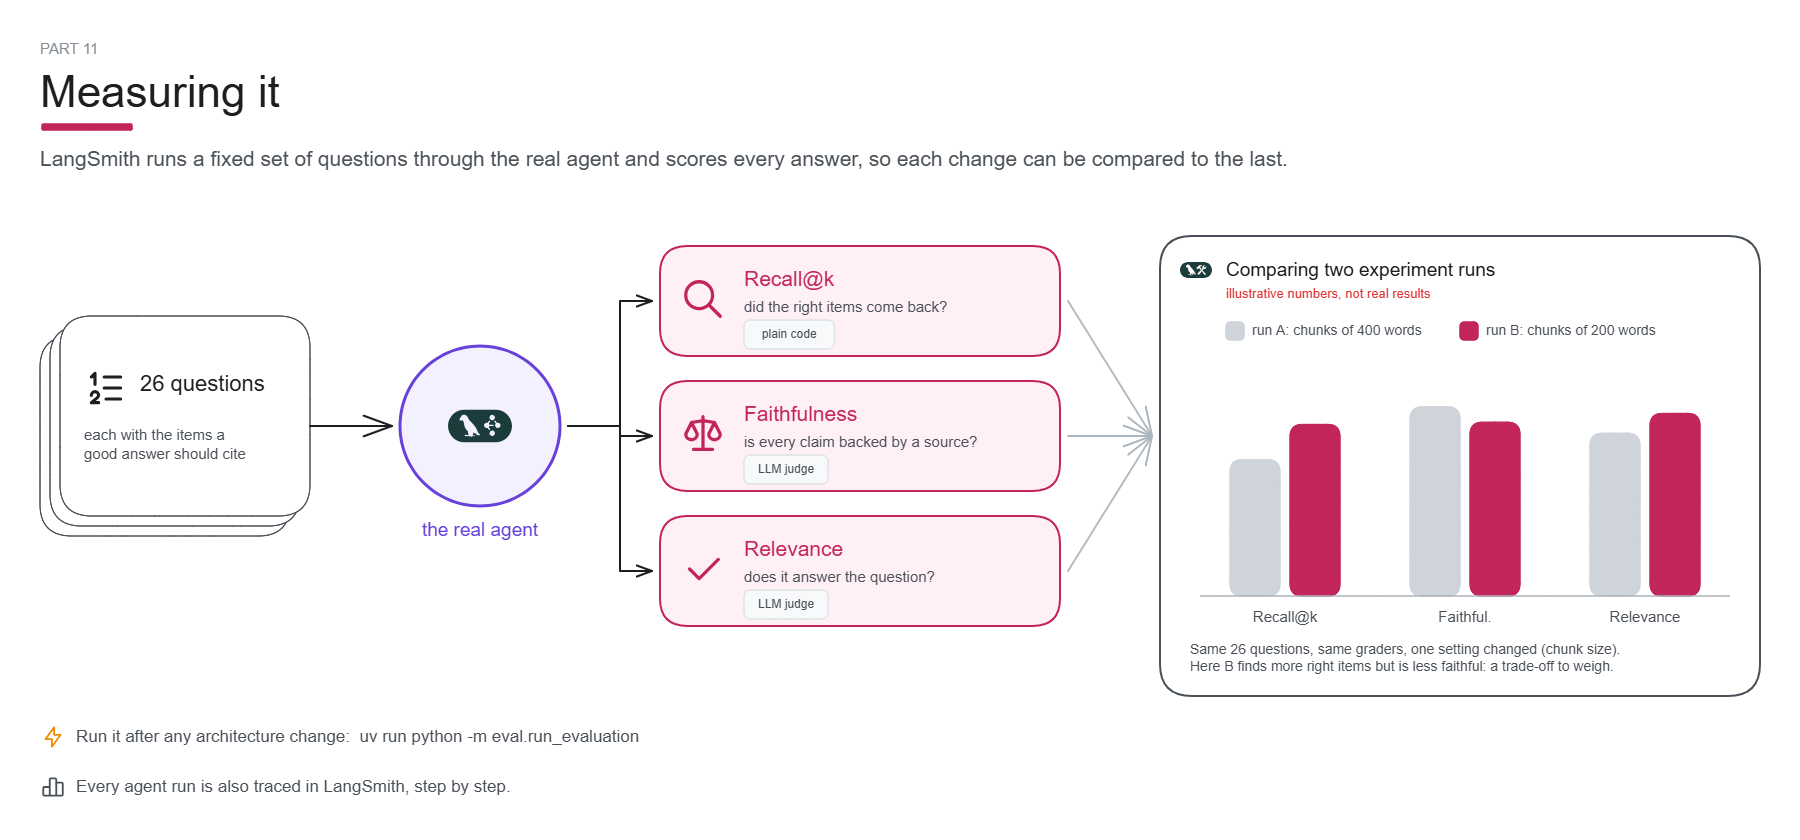 PART 11
Measuring it
LangSmith runs a fixed set of questions through the real agent and scores every answer, so each change can be compared to the last.
1
2
26 questions
each with the items a
good answer should cite
the real agent
Recall@k
did the right items come back?
plain code
Faithfulness
is every claim backed by a source?
LLM judge
Relevance
does it answer the question?
LLM judge
Comparing two experiment runs
illustrative numbers, not real results
run A: chunks of 400 words
run B: chunks of 200 words
Recall@k
Faithful.
Relevance
Same 26 questions, same graders, one setting changed (chunk size).
Here B finds more right items but is less faithful: a trade-off to weigh.
Run it after any architecture change: uv run python -m eval.run_evaluation
Every agent run is also traced in LangSmith, step by step.